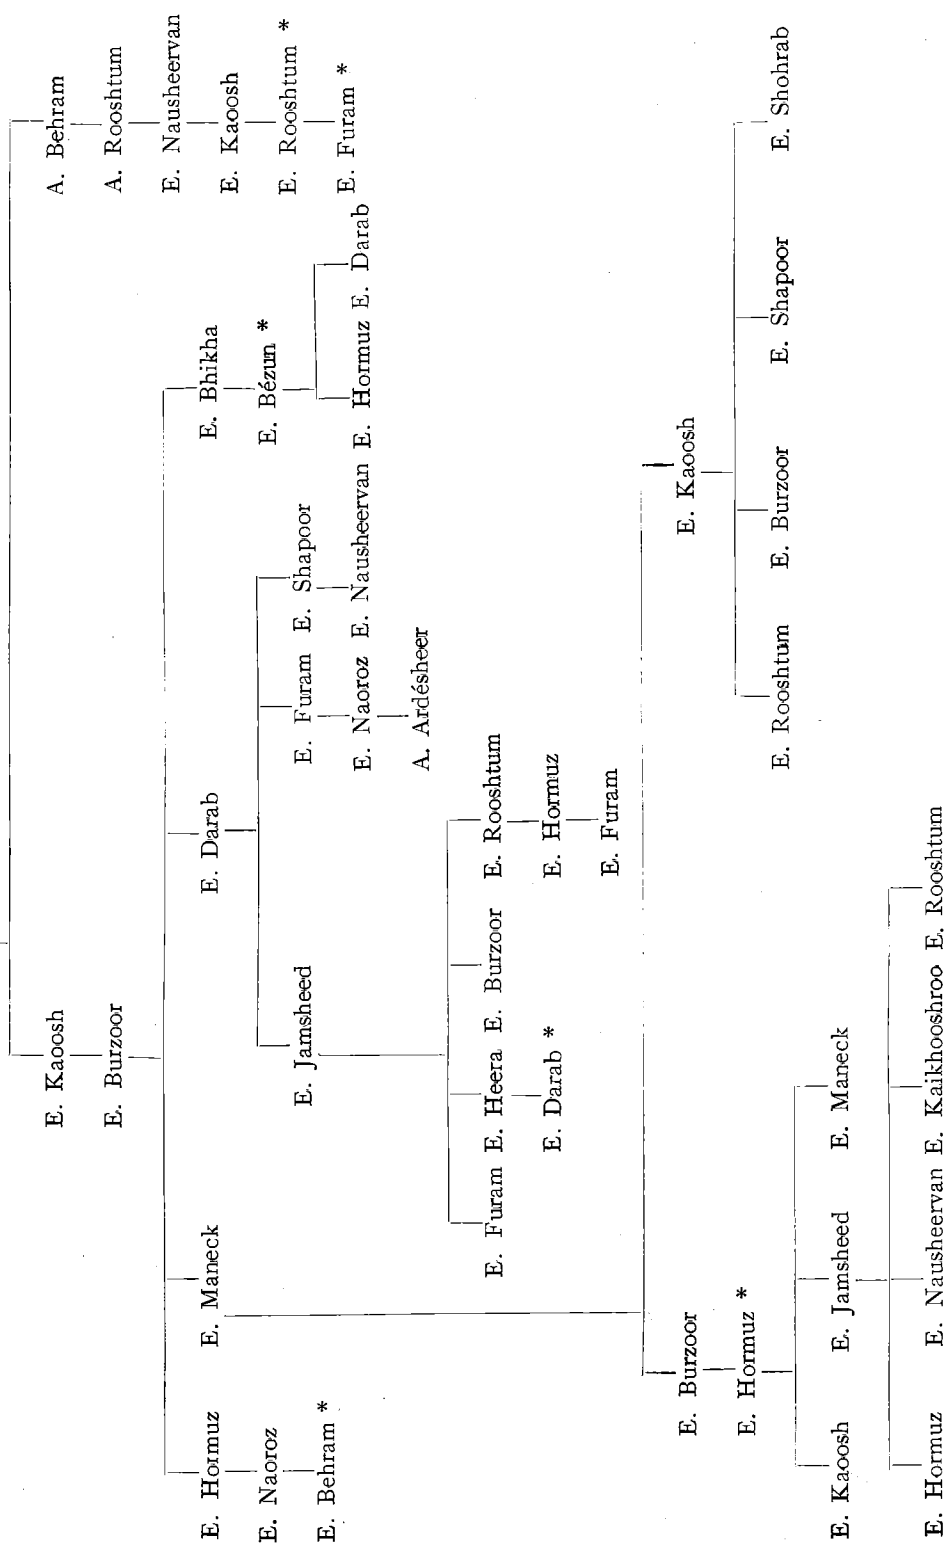 E. Kaoosh A. Behram
E. Burzoor A. Rooshtum
E. Nausheervan
E. Hormuz E. Maneck E. Darab E. Bhikha
E. Kaoosh
E. Naoroz E. Bézun *
E. Rooshtum *
E. Jamsheed E. Furam E. Shapoor
E. Behram *
E. Furam *
E. Naoroz E. Nausheervan E. Hormuz E. Darab
A. Ardésheer
E. Furam E. Heera E. Burzoor E. Rooshtum
E. Darab * E. Hormuz
E. Furam
E. Burzoor E. Kaoosh
E. Hormuz *
E. Rooshtum E. Burzoor E. Shapoor E. Shohrab
E. Kaoosh E. Jamsheed E. Maneck
E. Hormuz E. Nausheervan E. Kaikhooshroo E. Rooshtum